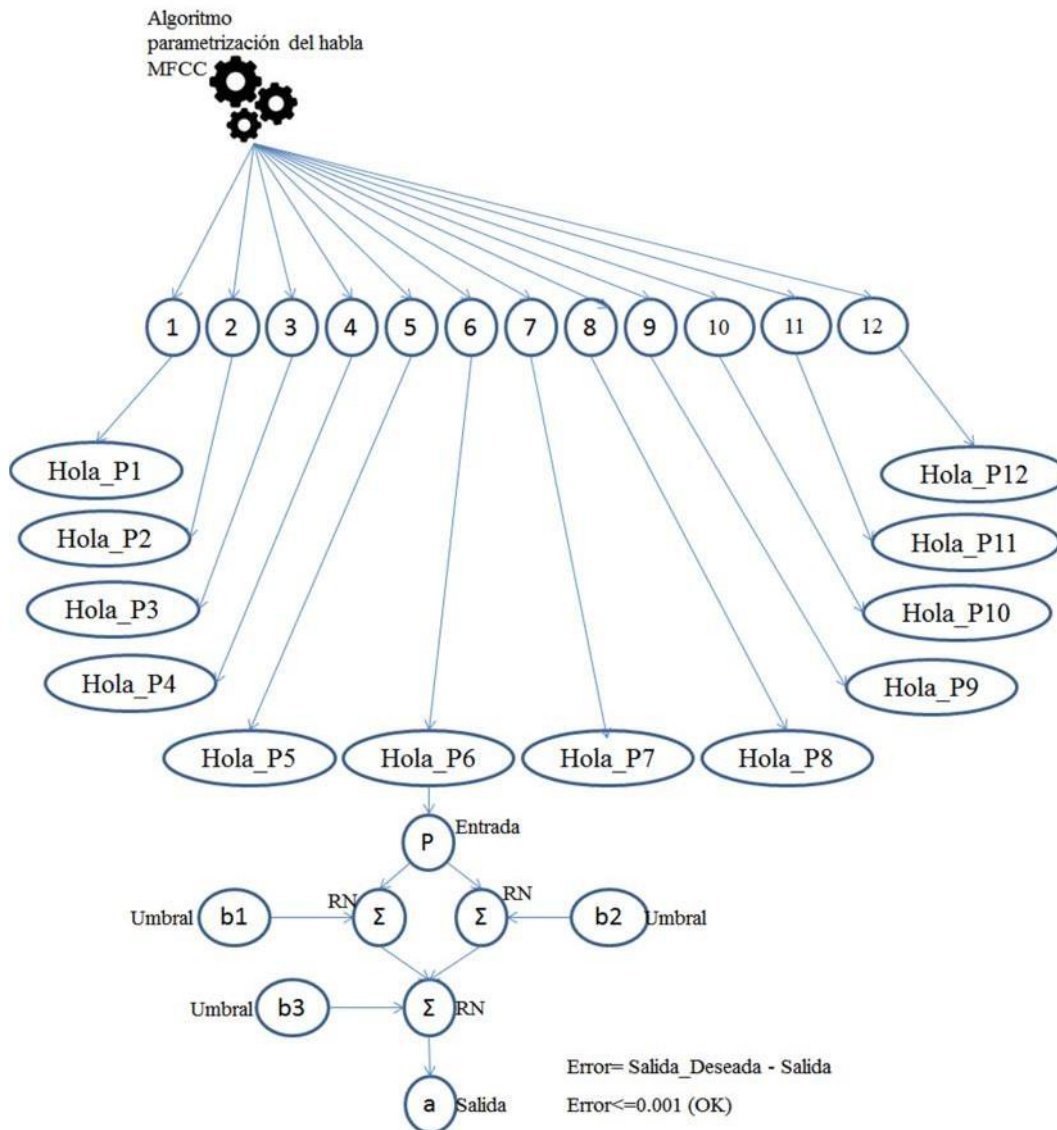 Algoritmo
parametrización del habla
MFCC
1 2 3 4 5 6 7 8 9 10 11 12
Hola_P1
Hola_P12
Hola_P2
Hola_P11
Hola_P3
Hola_P10
Hola_P4
Hola_P9
Hola_P5 Hola_P6 Hola_P7 Hola_P8
P Entrada
RN RN
Umbral b1 Σ Σ b2 Umbral
Umbral b3 Σ RN
Error= Salida_Deseada - Salida
a Salida
Error<=0.001 (OK)